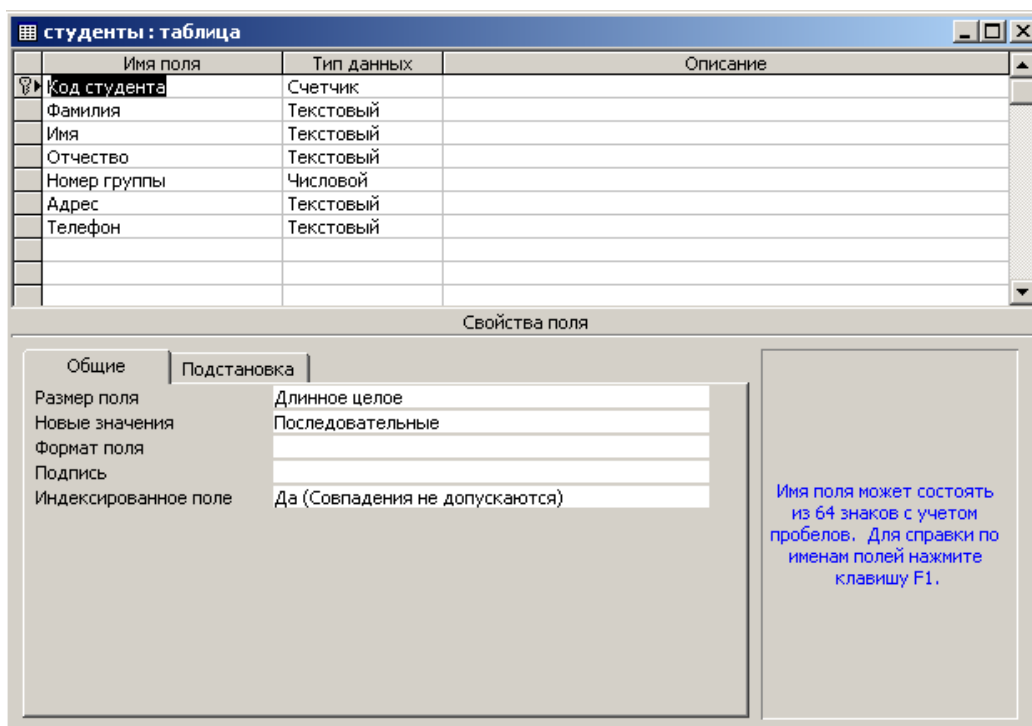 студенты : таблица
Имя поля Тип данных Описание
Код студента Счетчик
Фамилия Текстовый
Имя Текстовый
Отчество Текстовый
Номер группы Числовой
Адрес Текстовый
Телефон Текстовый
Свойства поля
Общие Подстановка
Размер поля Длинное целое
Новые значения Последовательные
Формат поля
Подпись
Индексированное поле Да (Совпадения не допускаются)
Имя поля может состоять
из 64 знаков с учетом
пробелов. Для справки по
именам полей нажмите
клавишу F1.